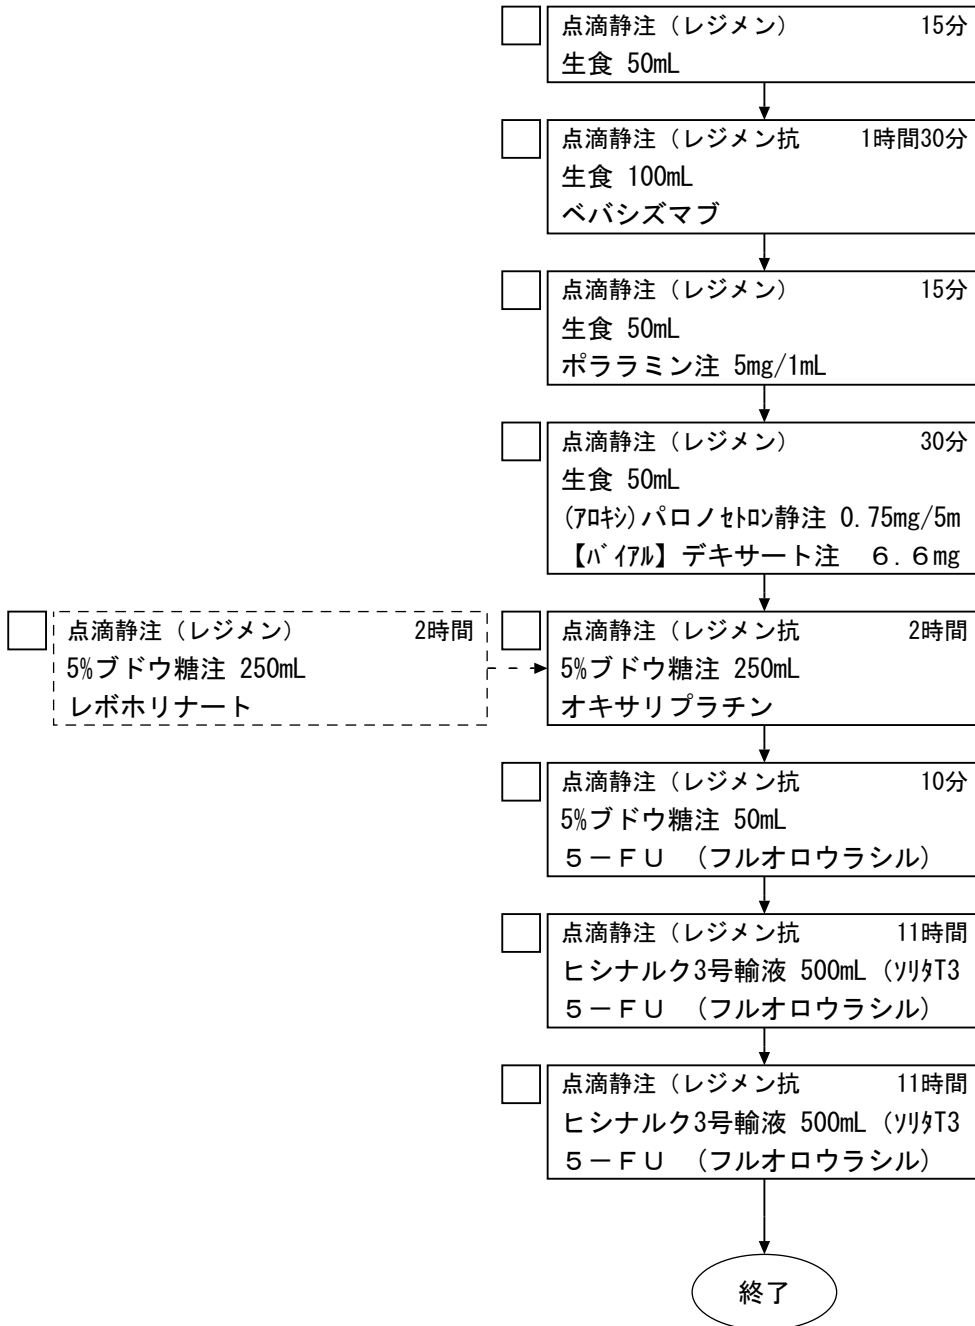 点滴静注（レジメン） 15分
生食 50mL
点滴静注（レジメン抗 1時間30分
生食 100mL
ベバシズマブ
点滴静注（レジメン） 15分
生食 50mL
ポララミン注 5mg/1mL
点滴静注（レジメン） 30分
生食 50mL
(ｱﾛｷｼ)パロノｾﾄﾛﾝ静注 0.75mg/5m
【ﾊﾞｲｱﾙ】デキサート注　６.６mg
点滴静注（レジメン） 2時間
5%ブドウ糖注 250mL
レボホリナート
点滴静注（レジメン抗 2時間
5%ブドウ糖注 250mL
オキサリプラチン
点滴静注（レジメン抗 10分
5%ブドウ糖注 50mL
５－ＦＵ　（フルオロウラシル）
点滴静注（レジメン抗 11時間
ヒシナルク3号輸液 500mL（ｿﾘﾀT3
５－ＦＵ　（フルオロウラシル）
点滴静注（レジメン抗 11時間
ヒシナルク3号輸液 500mL（ｿﾘﾀT3
５－ＦＵ　（フルオロウラシル）
終了